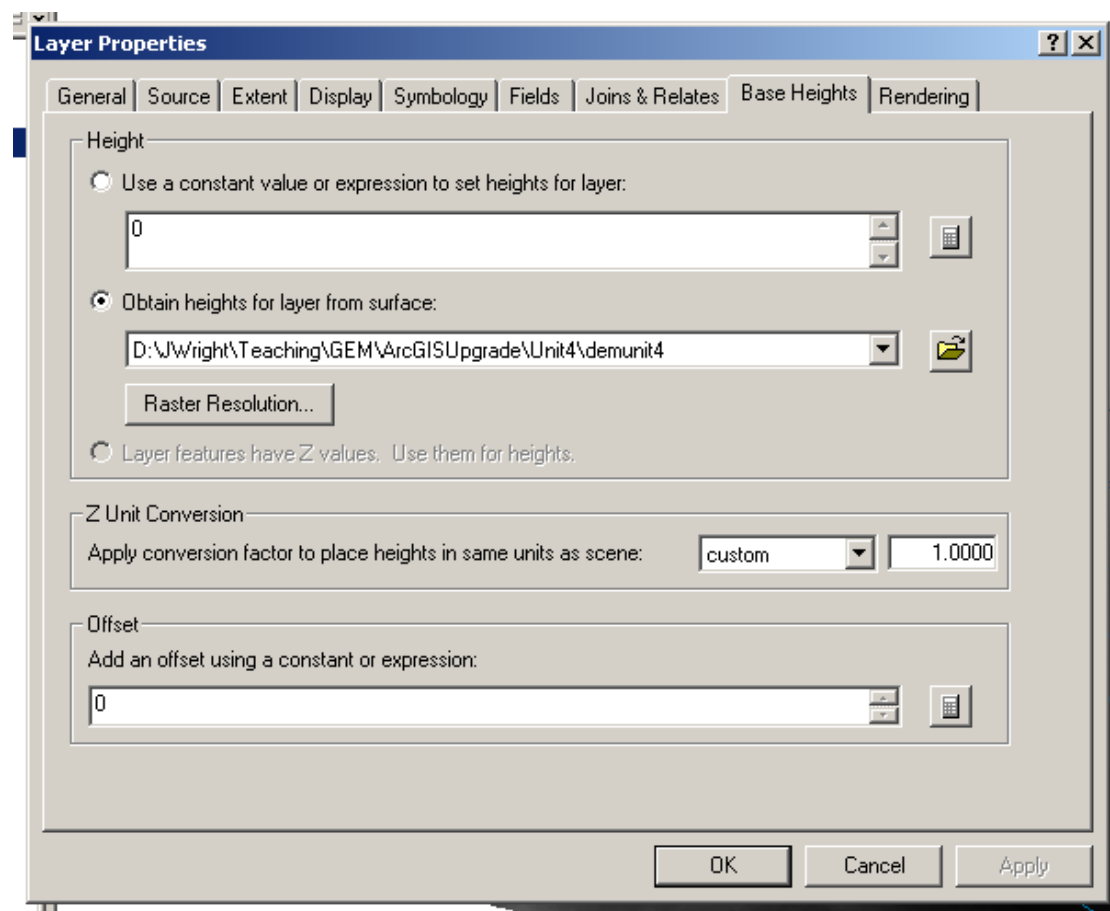 Layer Properties
General Source Extent Display Symbology Fields Joins & Relates Base Heights Rendering
Height
Use a constant value or expression to set heights for layer:
0
Obtain heights for layer from surface:
D:\JWright\Teaching\GEM\ArcGISUpgrade\Unit4\demunit4
Raster Resolution...
Layer features have Z values. Use them for heights.
Z Unit Conversion
Apply conversion factor to place heights in same units as scene: custom 1.0000
Offset
Add an offset using a constant or expression:
0
OK Cancel Apply